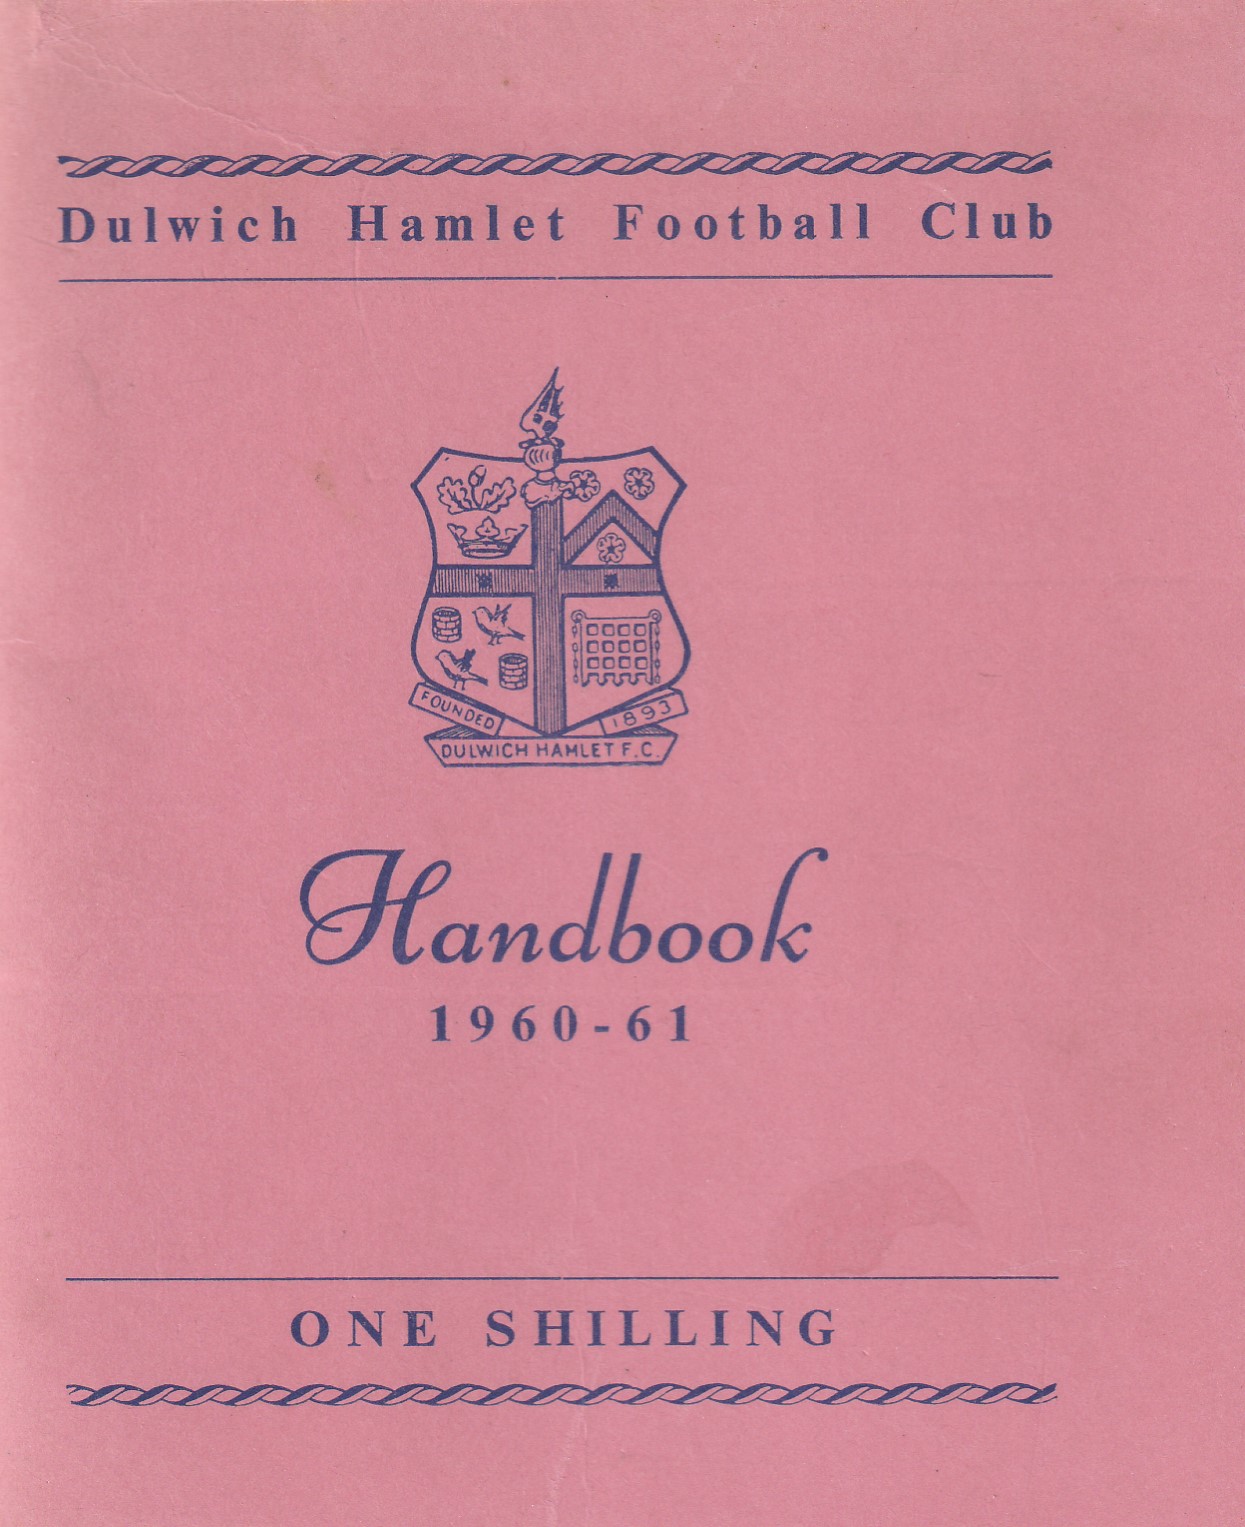 Dulwich Hamlet Football Club
FOUNDED 1893
DULWICH HAMLET F.C.
Handbook
1960-61
ONE SHILLING